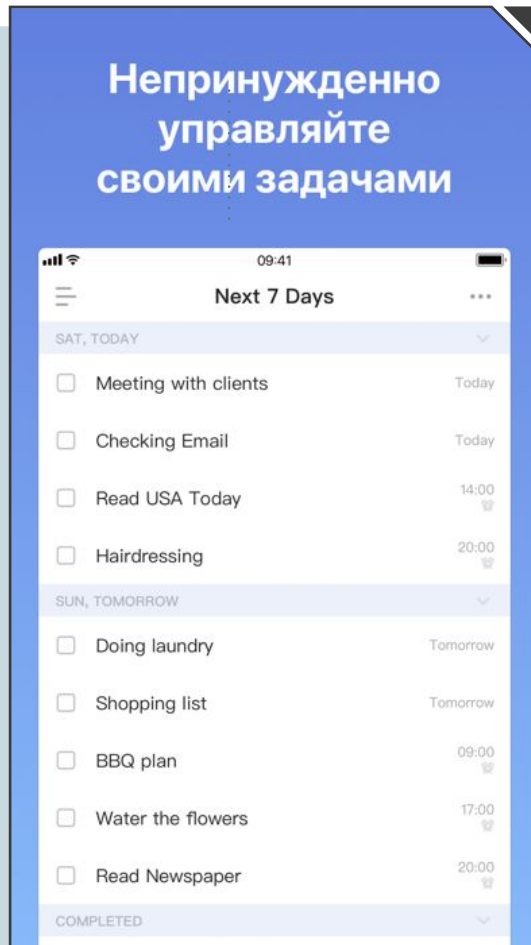 Непринужденно
управляйте
своими задачами
09:41
Next 7 Days
SAT, TODAY
Meeting with clients Today
Checking Email Today
Read USA Today 14:00
Hairdressing 20:00
SUN, TOMORROW
Doing laundry Tomorrow
Shopping list Tomorrow
BBQ plan 09:00
Water the flowers 17:00
Read Newspaper 20:00
COMPLETED